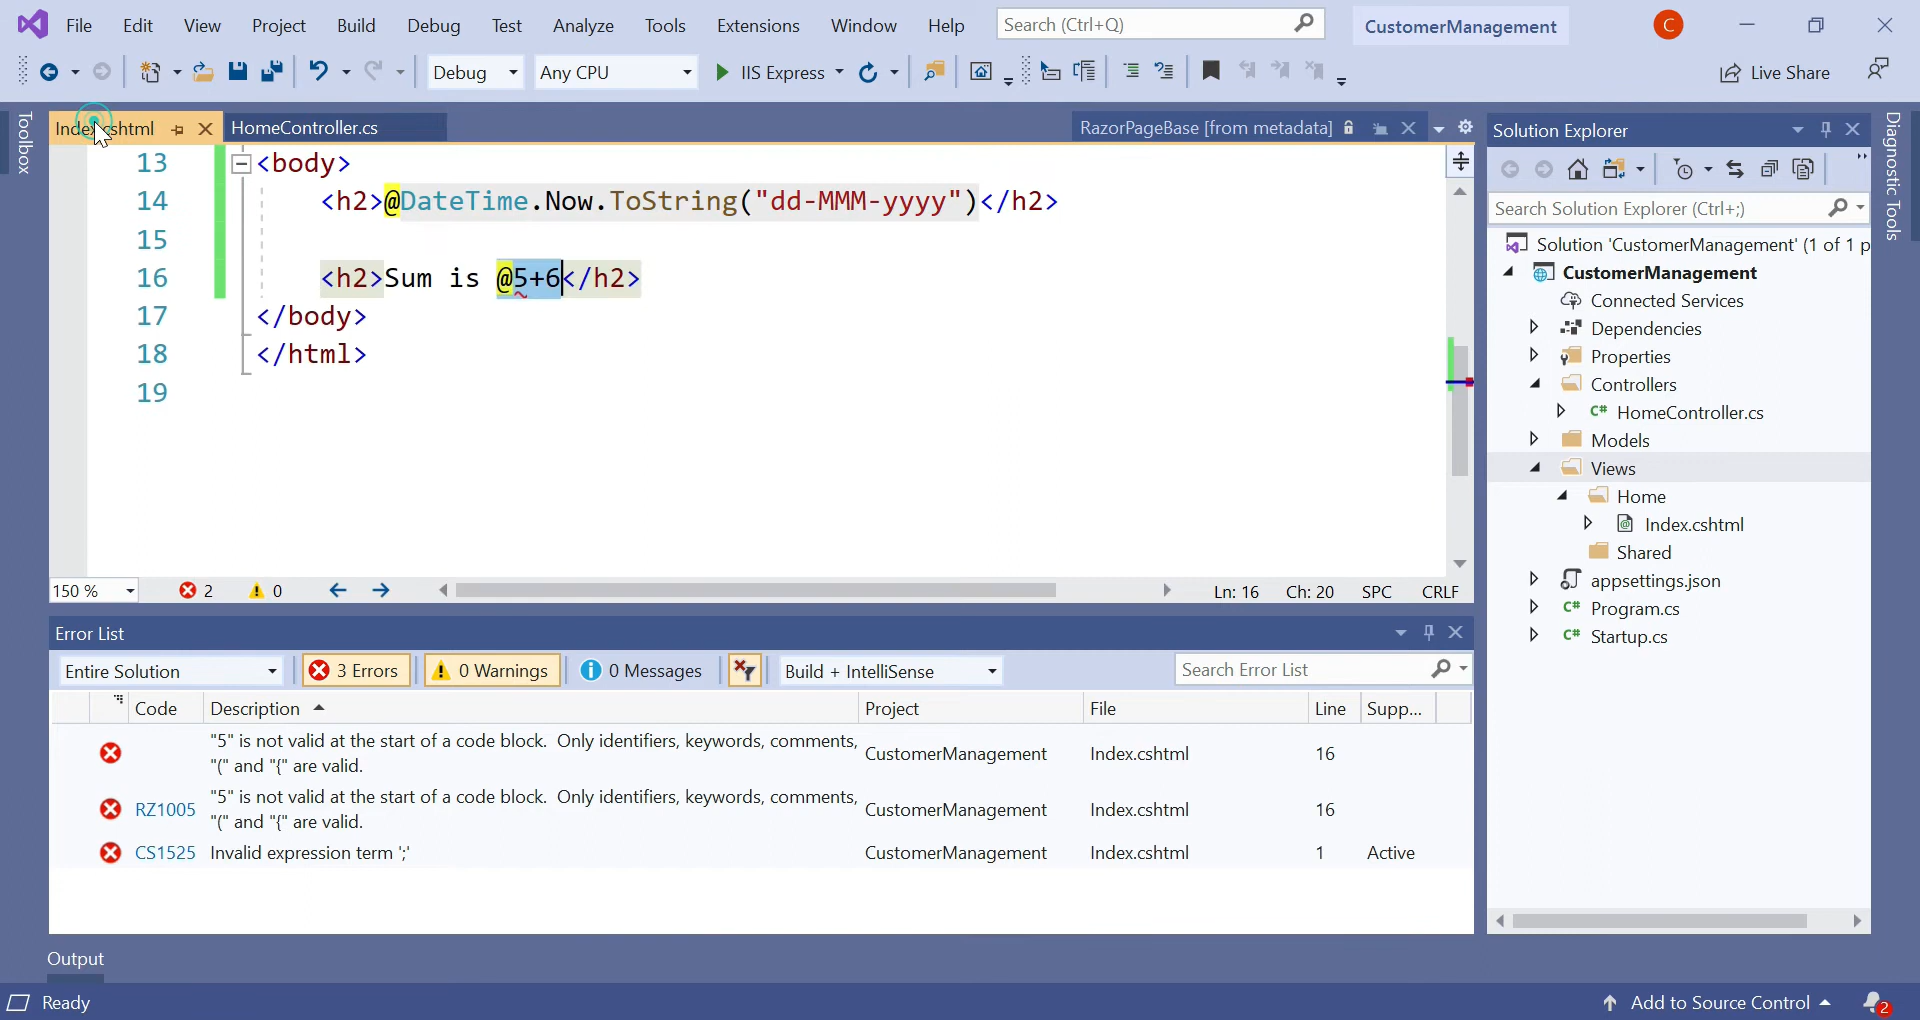 File Edit View Project Build Debug Test Analyze Tools Extensions Window Help Search (Ctrl+Q) CustomerManagement C
Debug Any CPU IIS Express Live Share
Toolbox
Index.cshtml HomeController.cs RazorPageBase [from metadata]
13 <body>
14 <h2>@DateTime.Now.ToString("dd-MMM-yyyy")</h2>
15
16 <h2>Sum is @5+6</h2>
17 </body>
18 </html>
19
150 % 2 0 Ln: 16 Ch: 20 SPC CRLF
Error List
Entire Solution 3 Errors 0 Warnings 0 Messages Build + IntelliSense Search Error List
Code Description Project File Line Supp...
"5" is not valid at the start of a code block. Only identifiers, keywords, comments,
"(" and "{" are valid. CustomerManagement Index.cshtml 16
RZ1005 "5" is not valid at the start of a code block. Only identifiers, keywords, comments,
"(" and "{" are valid. CustomerManagement Index.cshtml 16
CS1525 Invalid expression term ';' CustomerManagement Index.cshtml 1 Active
Output
Solution Explorer
Search Solution Explorer (Ctrl+;)
Solution 'CustomerManagement' (1 of 1 p
CustomerManagement
Connected Services
Dependencies
Properties
Controllers
C# HomeController.cs
Models
Views
Home
Index.cshtml
Shared
appsettings.json
C# Program.cs
C# Startup.cs
Diagnostic Tools
Ready Add to Source Control 2